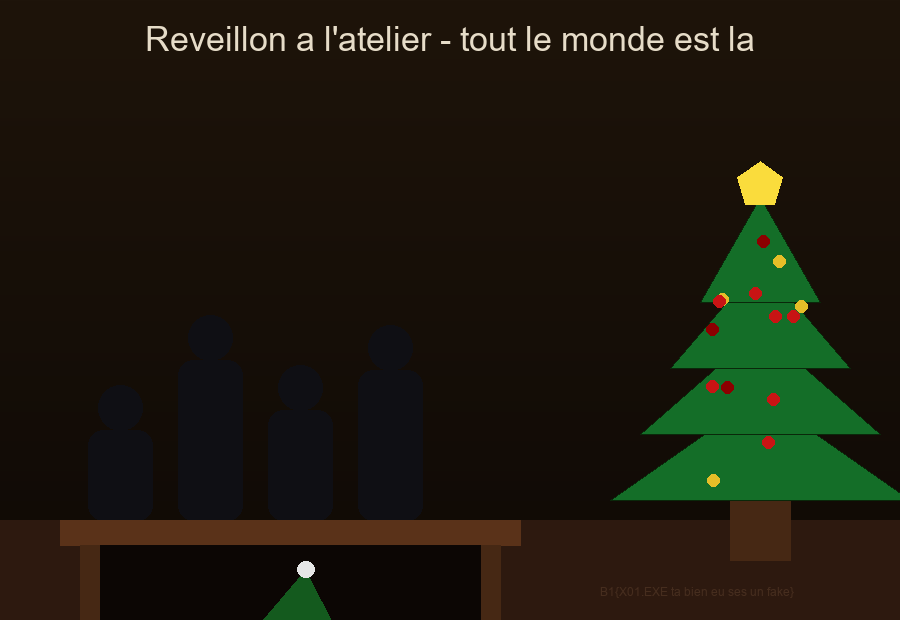 Reveillon a l'atelier - tout le monde est la
B1(X01.EXE ta bien eu ses un fake)